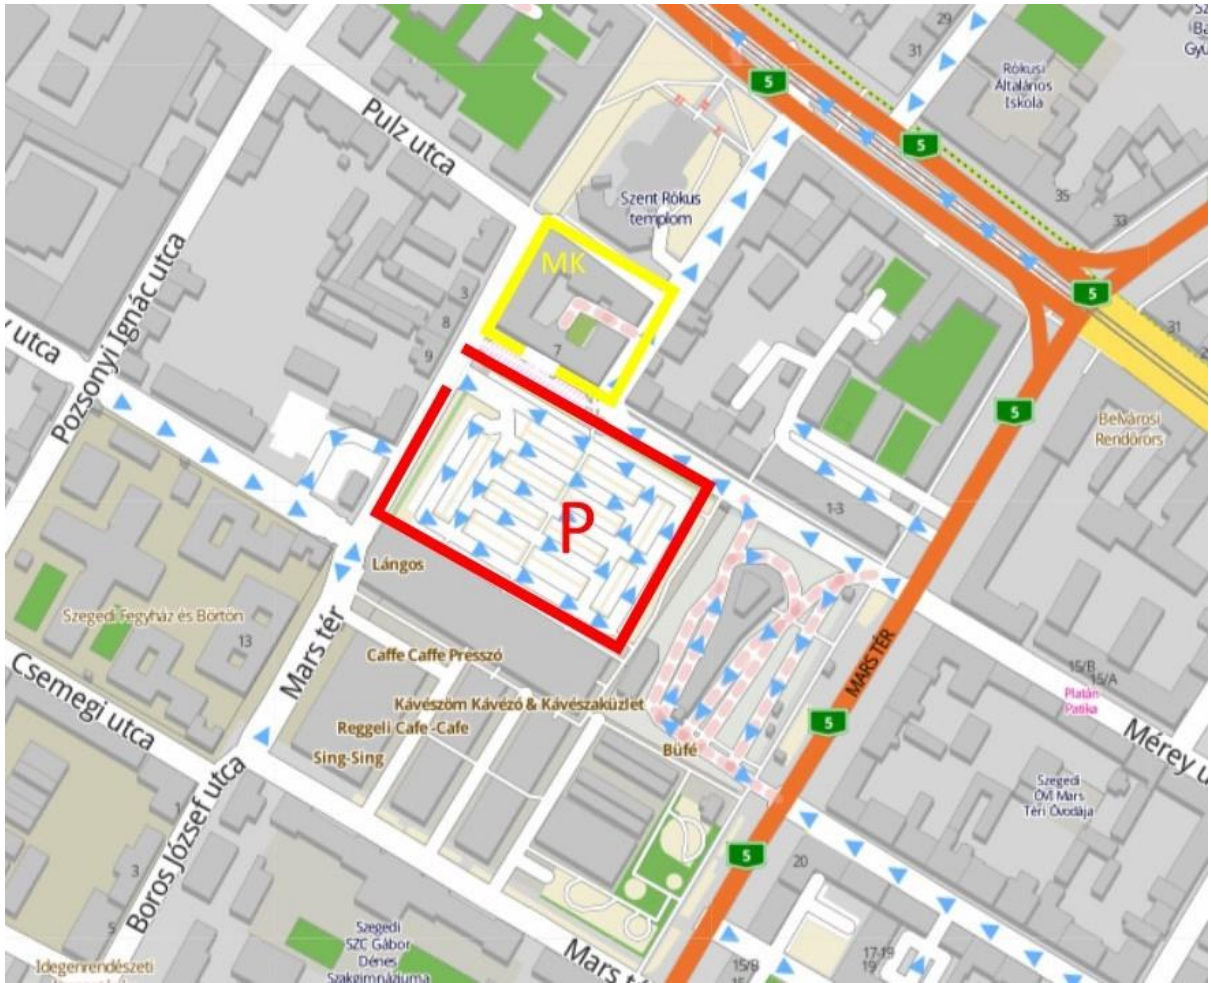 29
31
Rókusi
Általános
Iskola
5
Pulz utca
5
Szent Rókus
templom
35
33
MK
Pozsonyi Ignác utca
3
8
9
7
5
31
utca
5
Belvárosi
Rendőrörs
P
1-3
Lángos
Szegedi Fegyház és Börtön
13
Mars tér
Caffe Caffe Presszó
Kávészöm Kávézó & Kávészaküzlet
Reggeli Cafe -Cafe
Sing-Sing
Büfé
MARS TÉR
15/B
15/A
Platán
Patika
5
Mérey u
Csemegi utca
Boros József utca
1
3
5
Szegedi
ÓVI Mars
Téri Óvodája
5
20
Szegedi
SZC Gábor
Dénes
Szakgimnáziuma
Mars té
15/B
17-19
19
Idegenrendészeti